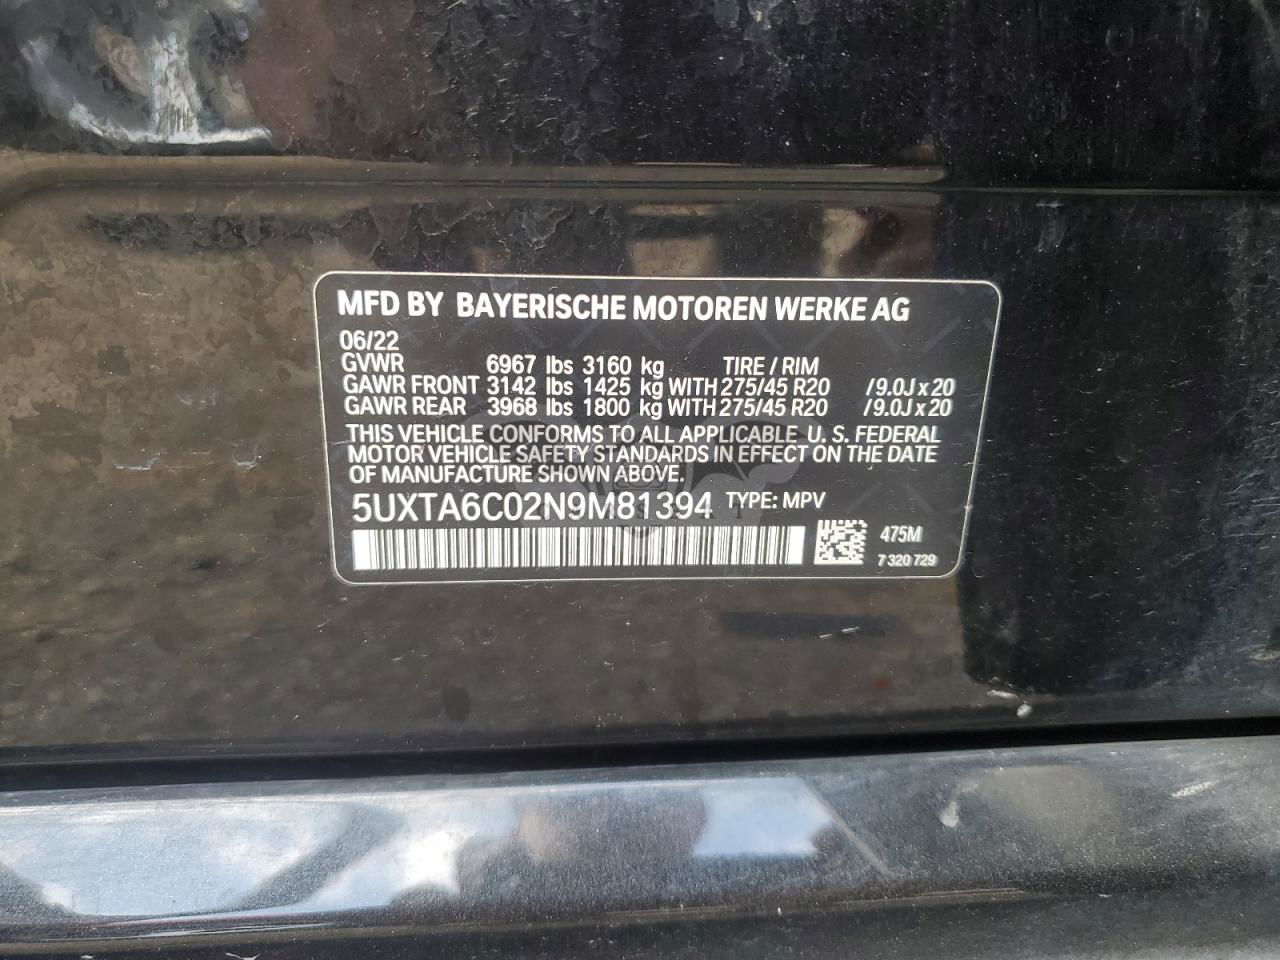 MFD BY BAYERISCHE MOTOREN WERKE AG
06/22
GVWR 6967 lbs 3160 kg TIRE / RIM
GAWR FRONT 3142 lbs 1425 kg WITH 275/45 R20 /9.0J x 20
GAWR REAR 3968 lbs 1800 kg WITH 275/45 R20 /9.0J x 20
THIS VEHICLE CONFORMS TO ALL APPLICABLE U. S. FEDERAL
MOTOR VEHICLE SAFETY STANDARDS IN EFFECT ON THE DATE
OF MANUFACTURE SHOWN ABOVE.
5UXTA6C02N9M81394 TYPE: MPV
475M
7 320 729